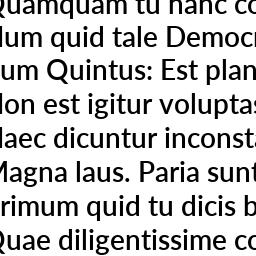 Quamquam tu hanc co
Num quid tale Democr
um Quintus: Est plan
Non est igitur voluptas
Haec dicuntur inconsta
Magna laus. Paria sunt
rimum quid tu dicis b
Quae diligentissime co